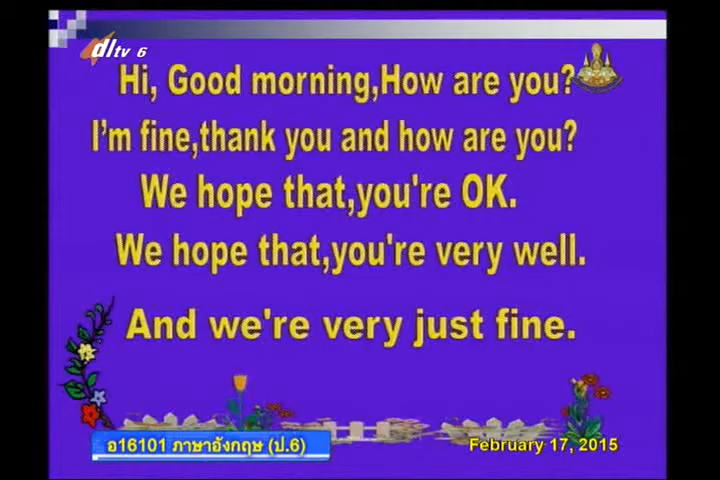 dltv 6
Hi, Good morning,How are you?
I'm fine,thank you and how are you?
We hope that,you're OK.
We hope that,you're very well.
And we're very just fine.
อ16101 ภาษาอังกฤษ (ป.6)
February 17, 2015